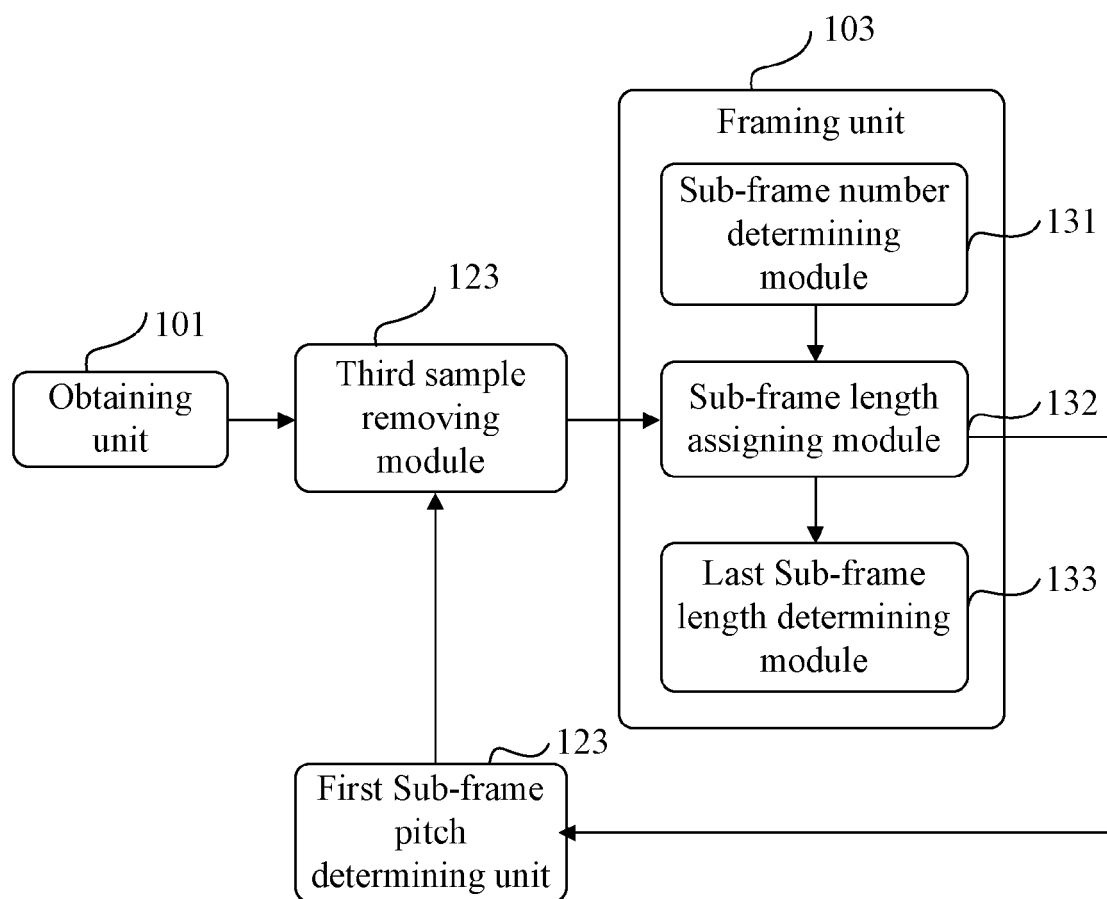 103
Framing unit
Sub-frame number
determining
module
131
123
101
Obtaining
unit
Third sample
removing
module
Sub-frame length
assigning module
132
Last Sub-frame
length determining
module
133
123
First Sub-frame
pitch
determining unit